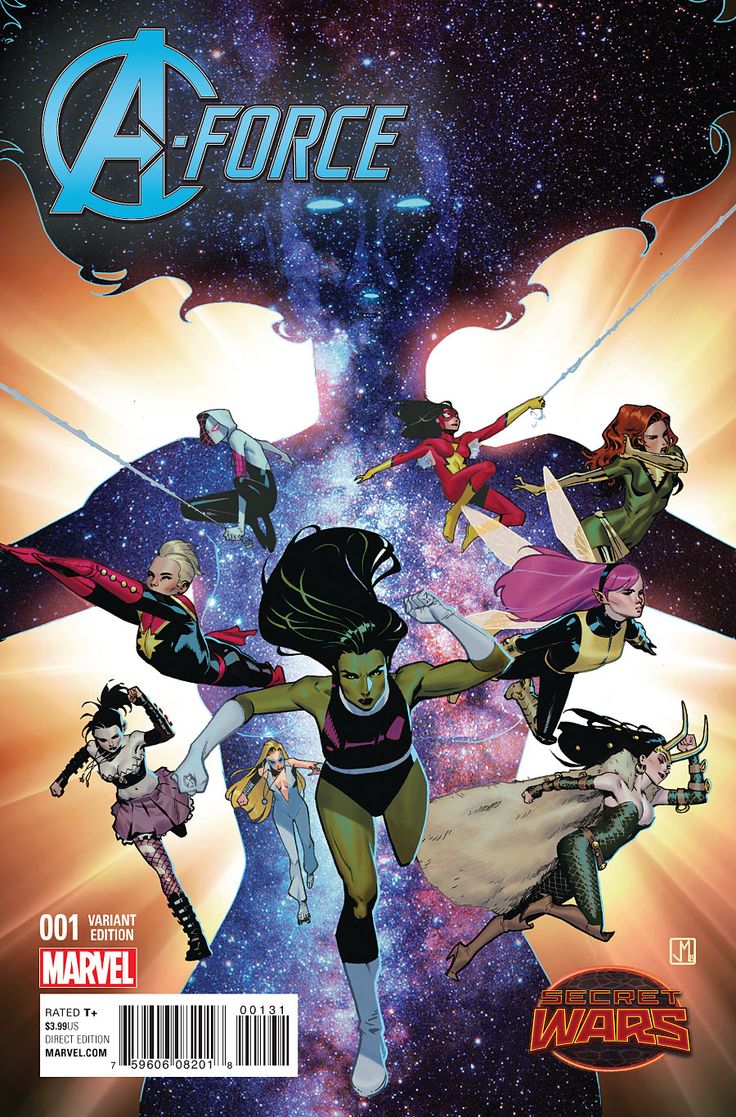 A-FORCE
001 VARIANT
EDITION
MARVEL
RATED T+
$3.99US
DIRECT EDITION
MARVEL.COM
00131
7 59606 08201 8
JM
SECRET
WARS